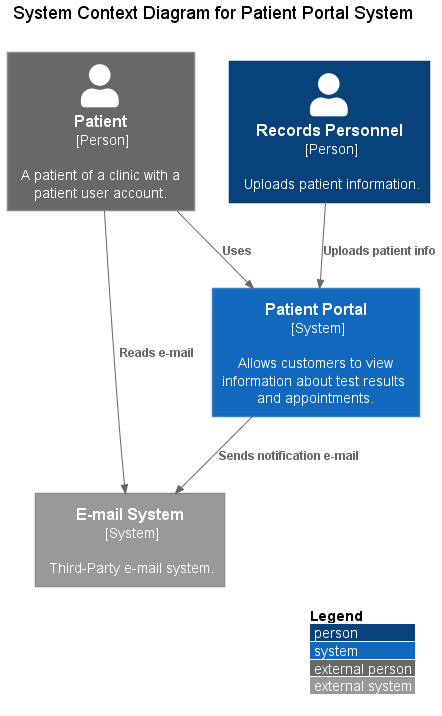 System Context Diagram for Patient Portal System
Patient
[Person]
A patient of a clinic with a
patient user account.
Records Personnel
[Person]
Uploads patient information.
Uses
Uploads patient info
Patient Portal
[System]
Allows customers to view
information about test results
and appointments.
Reads e-mail
Sends notification e-mail
E-mail System
[System]
Third-Party e-mail system.
Legend
person
system
external person
external system